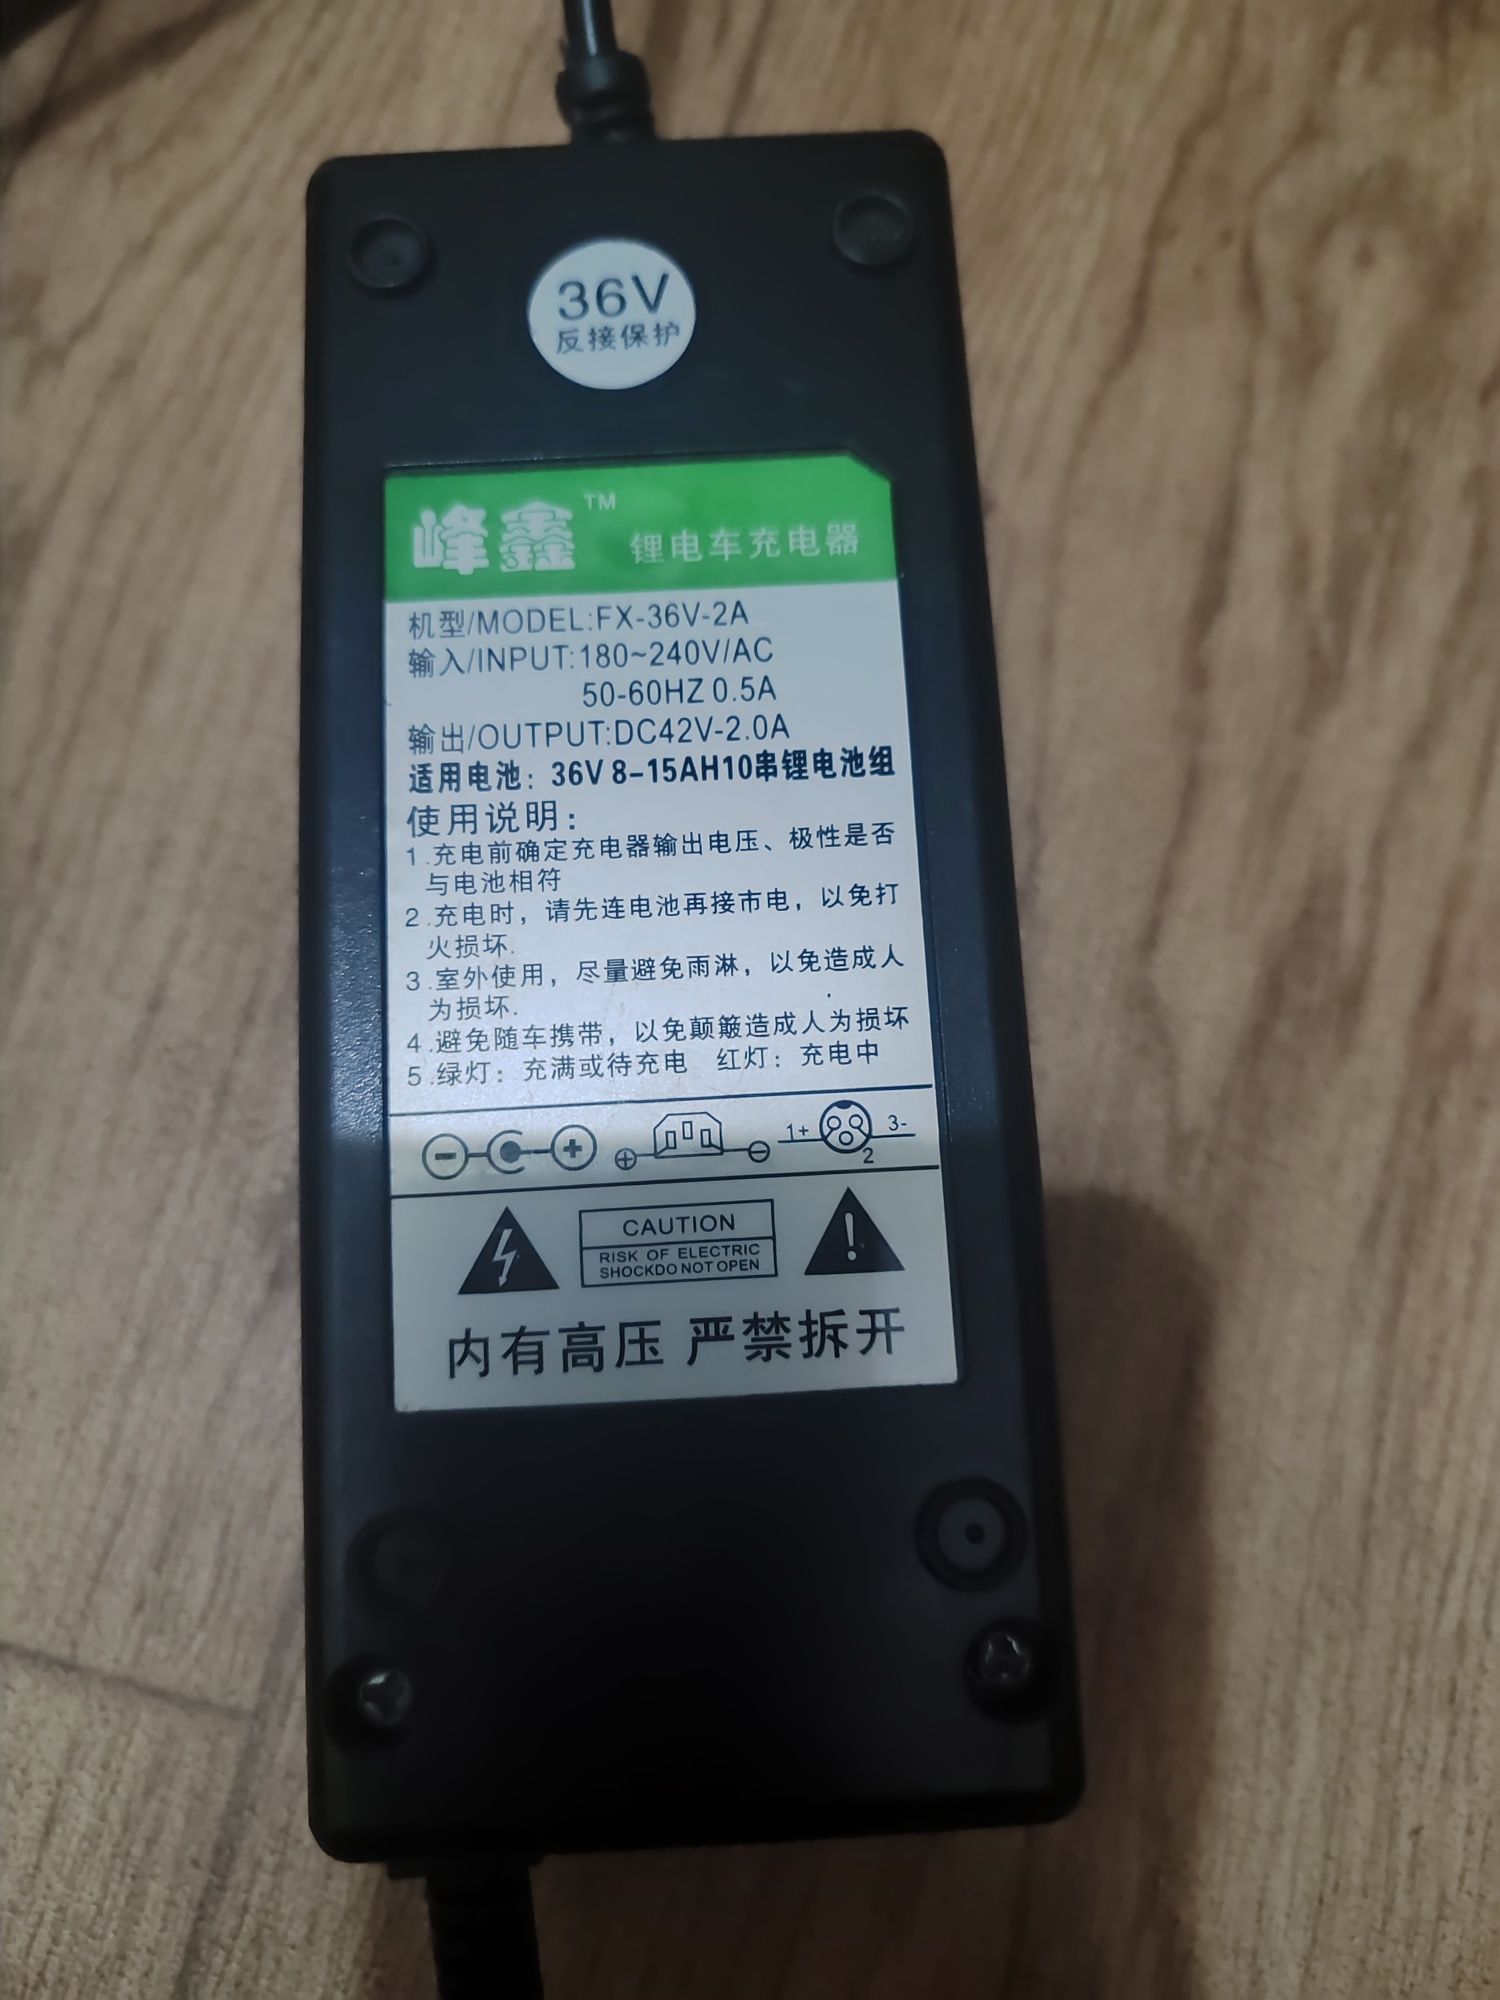 36V
反接保护
峰鑫 TM
锂电车充电器
机型/MODEL:FX-36V-2A
输入/INPUT:180~240V/AC
50-60HZ 0.5A
输出/OUTPUT:DC42V-2.0A
适用电池：36V 8-15AH10串锂电池组
使用说明：
1.充电前确定充电器输出电压、极性是否
与电池相符
2.充电时，请先连电池再接市电，以免打
火损坏.
3.室外使用，尽量避免雨淋，以免造成人
为损坏.
4.避免随车携带，以免颠簸造成人为损坏
5.绿灯：充满或待充电 红灯：充电中
1+ 3-
2
CAUTION
RISK OF ELECTRIC
SHOCKDO NOT OPEN
内有高压 严禁拆开